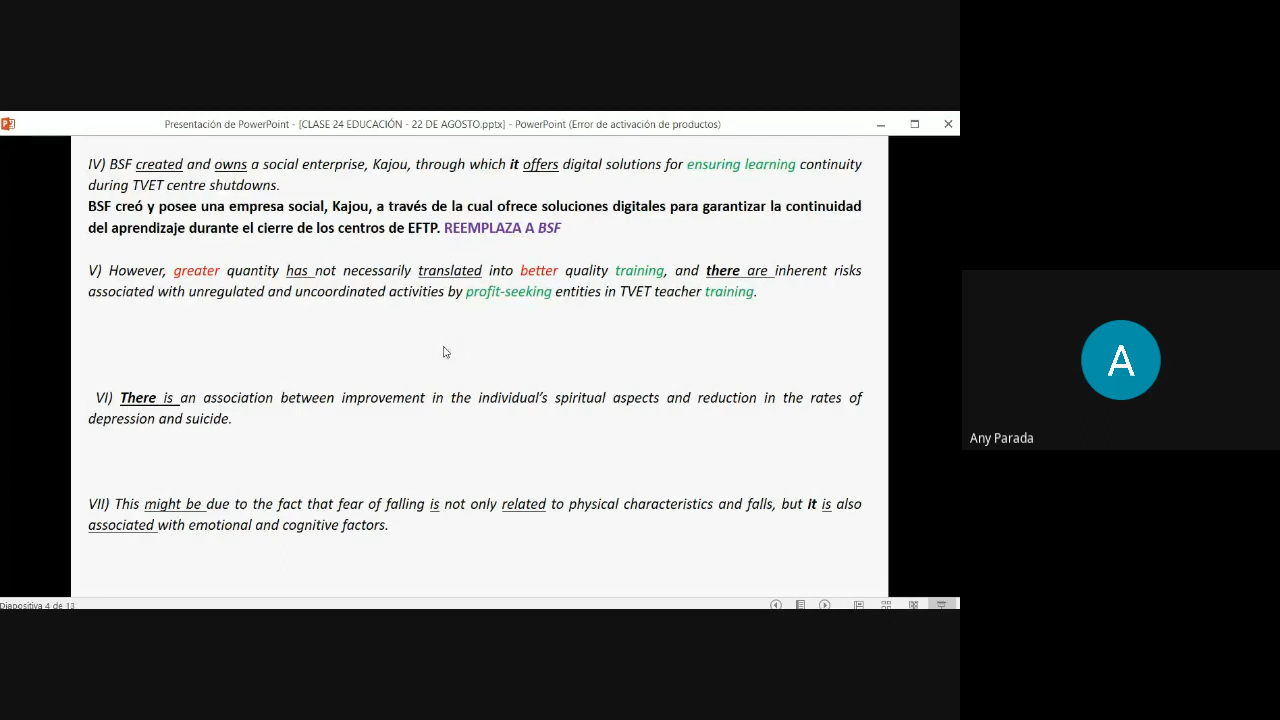 Presentación de PowerPoint - [CLASE 24 EDUCACIÓN - 22 DE AGOSTO.pptx] - PowerPoint (Error de activación de productos)
IV) BSF created and owns a social enterprise, Kajou, through which it offers digital solutions for ensuring learning continuity
during TVET centre shutdowns.
BSF creó y posee una empresa social, Kajou, a través de la cual ofrece soluciones digitales para garantizar la continuidad
del aprendizaje durante el cierre de los centros de EFTP. REEMPLAZA A BSF
V) However, greater quantity has not necessarily translated into better quality training, and there are inherent risks
associated with unregulated and uncoordinated activities by profit-seeking entities in TVET teacher training.
A
Any Parada
VI) There is an association between improvement in the individual's spiritual aspects and reduction in the rates of
depression and suicide.
VII) This might be due to the fact that fear of falling is not only related to physical characteristics and falls, but it is also
associated with emotional and cognitive factors.
Diapositiva 4 de 13